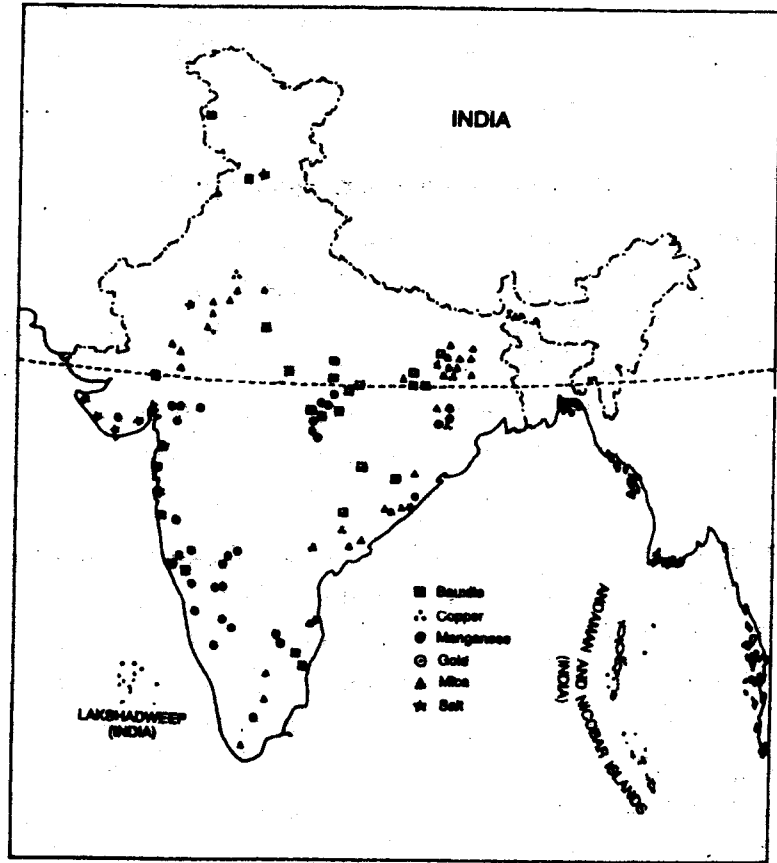 INDIA
Bauxite
Copper
Manganese
Gold
Mica
Salt
LAKSHADWEEP
(INDIA)
ANDAMAN AND NICOBAR ISLANDS
(INDIA)